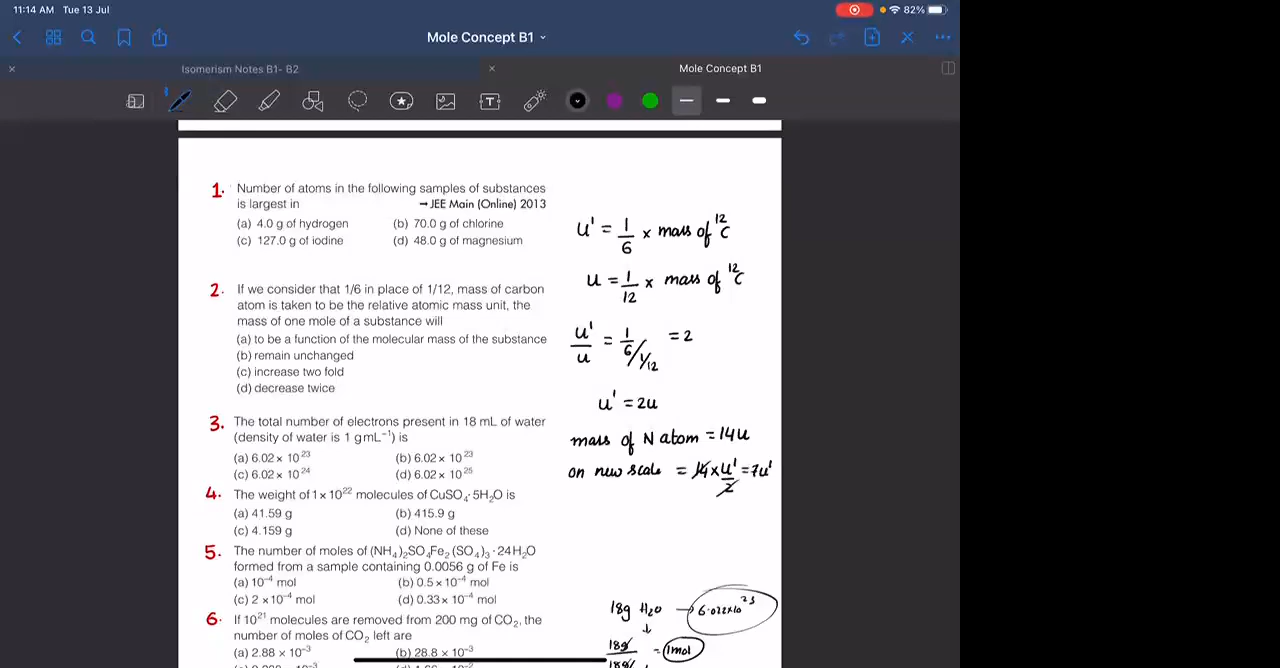 11:14 AM Tue 13 Jul
82%
Mole Concept B1
Isomerism Notes B1- B2
Mole Concept B1
1. Number of atoms in the following samples of substances
is largest in → JEE Main (Online) 2013
(a) 4.0 g of hydrogen (b) 70.0 g of chlorine
(c) 127.0 g of iodine (d) 48.0 g of magnesium
2. If we consider that 1/6 in place of 1/12, mass of carbon
atom is taken to be the relative atomic mass unit, the
mass of one mole of a substance will
(a) to be a function of the molecular mass of the substance
(b) remain unchanged
(c) increase two fold
(d) decrease twice
3. The total number of electrons present in 18 mL of water
(density of water is 1 gmL⁻¹) is
(a) 6.02 × 10²³ (b) 6.02 × 10²³
(c) 6.02 × 10²⁴ (d) 6.02 × 10²⁵
4. The weight of 1 × 10²² molecules of CuSO₄·5H₂O is
(a) 41.59 g (b) 415.9 g
(c) 4.159 g (d) None of these
5. The number of moles of (NH₄)₂SO₄Fe₂(SO₄)₃·24H₂O
formed from a sample containing 0.0056 g of Fe is
(a) 10⁻⁴ mol (b) 0.5 × 10⁻⁴ mol
(c) 2 × 10⁻⁴ mol (d) 0.33 × 10⁻⁴ mol
6. If 10²¹ molecules are removed from 200 mg of CO₂, the
number of moles of CO₂ left are
(a) 2.88 × 10⁻³ (b) 28.8 × 10⁻³
u' = 1/6 × mass of ¹²C
u = 1/12 × mass of ¹²C
u'/u = 1/6 / 1/12 = 2
u' = 2u
mass of N atom = 14u
on new scale = 14 × u'/2 = 7u'
18g H₂O → 6.022×10²³
↓
18g = 1mol